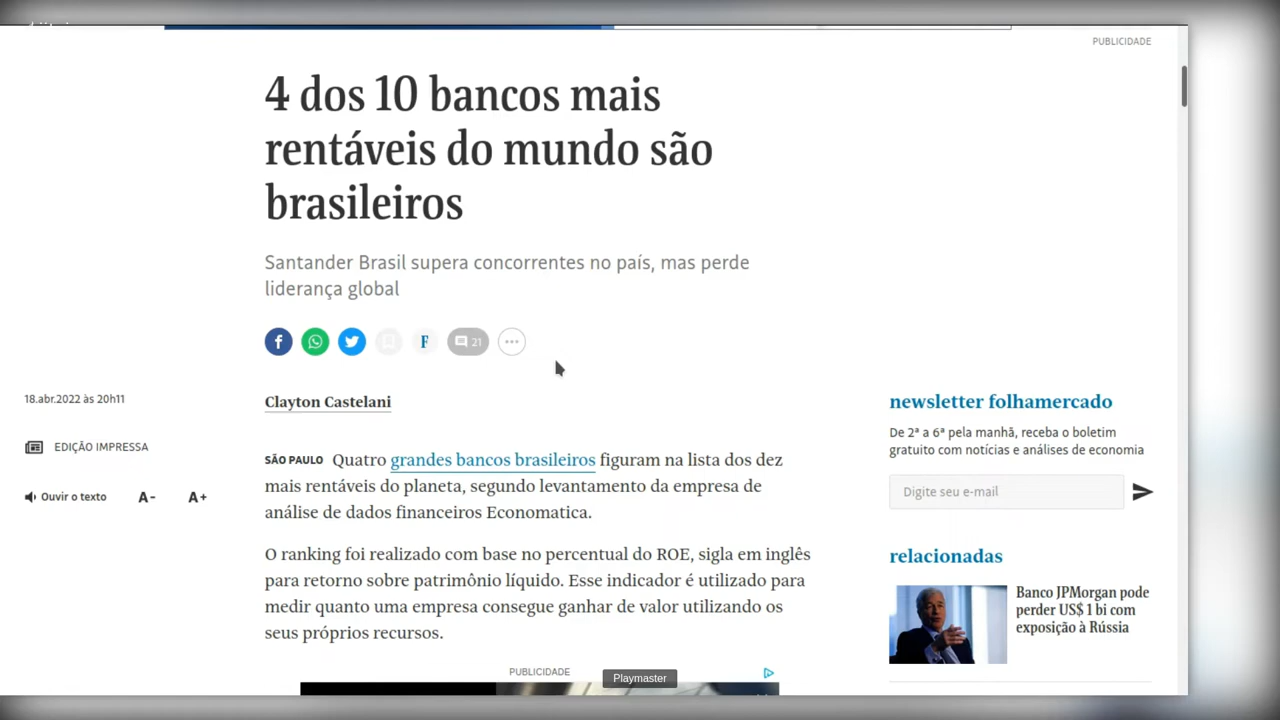 PUBLICIDADE
4 dos 10 bancos mais
rentáveis do mundo são
brasileiros
Santander Brasil supera concorrentes no país, mas perde
liderança global
f
F
21
18.abr.2022 às 20h11
EDIÇÃO IMPRESSA
Ouvir o texto A- A+
Clayton Castelani
SÃO PAULO Quatro grandes bancos brasileiros figuram na lista dos dez
mais rentáveis do planeta, segundo levantamento da empresa de
análise de dados financeiros Economatica.
O ranking foi realizado com base no percentual do ROE, sigla em inglês
para retorno sobre patrimônio líquido. Esse indicador é utilizado para
medir quanto uma empresa consegue ganhar de valor utilizando os
seus próprios recursos.
PUBLICIDADE
Playmaster
newsletter folhamercado
De 2ª a 6ª pela manhã, receba o boletim
gratuito com notícias e análises de economia
Digite seu e-mail
relacionadas
Banco JPMorgan pode
perder US$ 1 bi com
exposição à Rússia